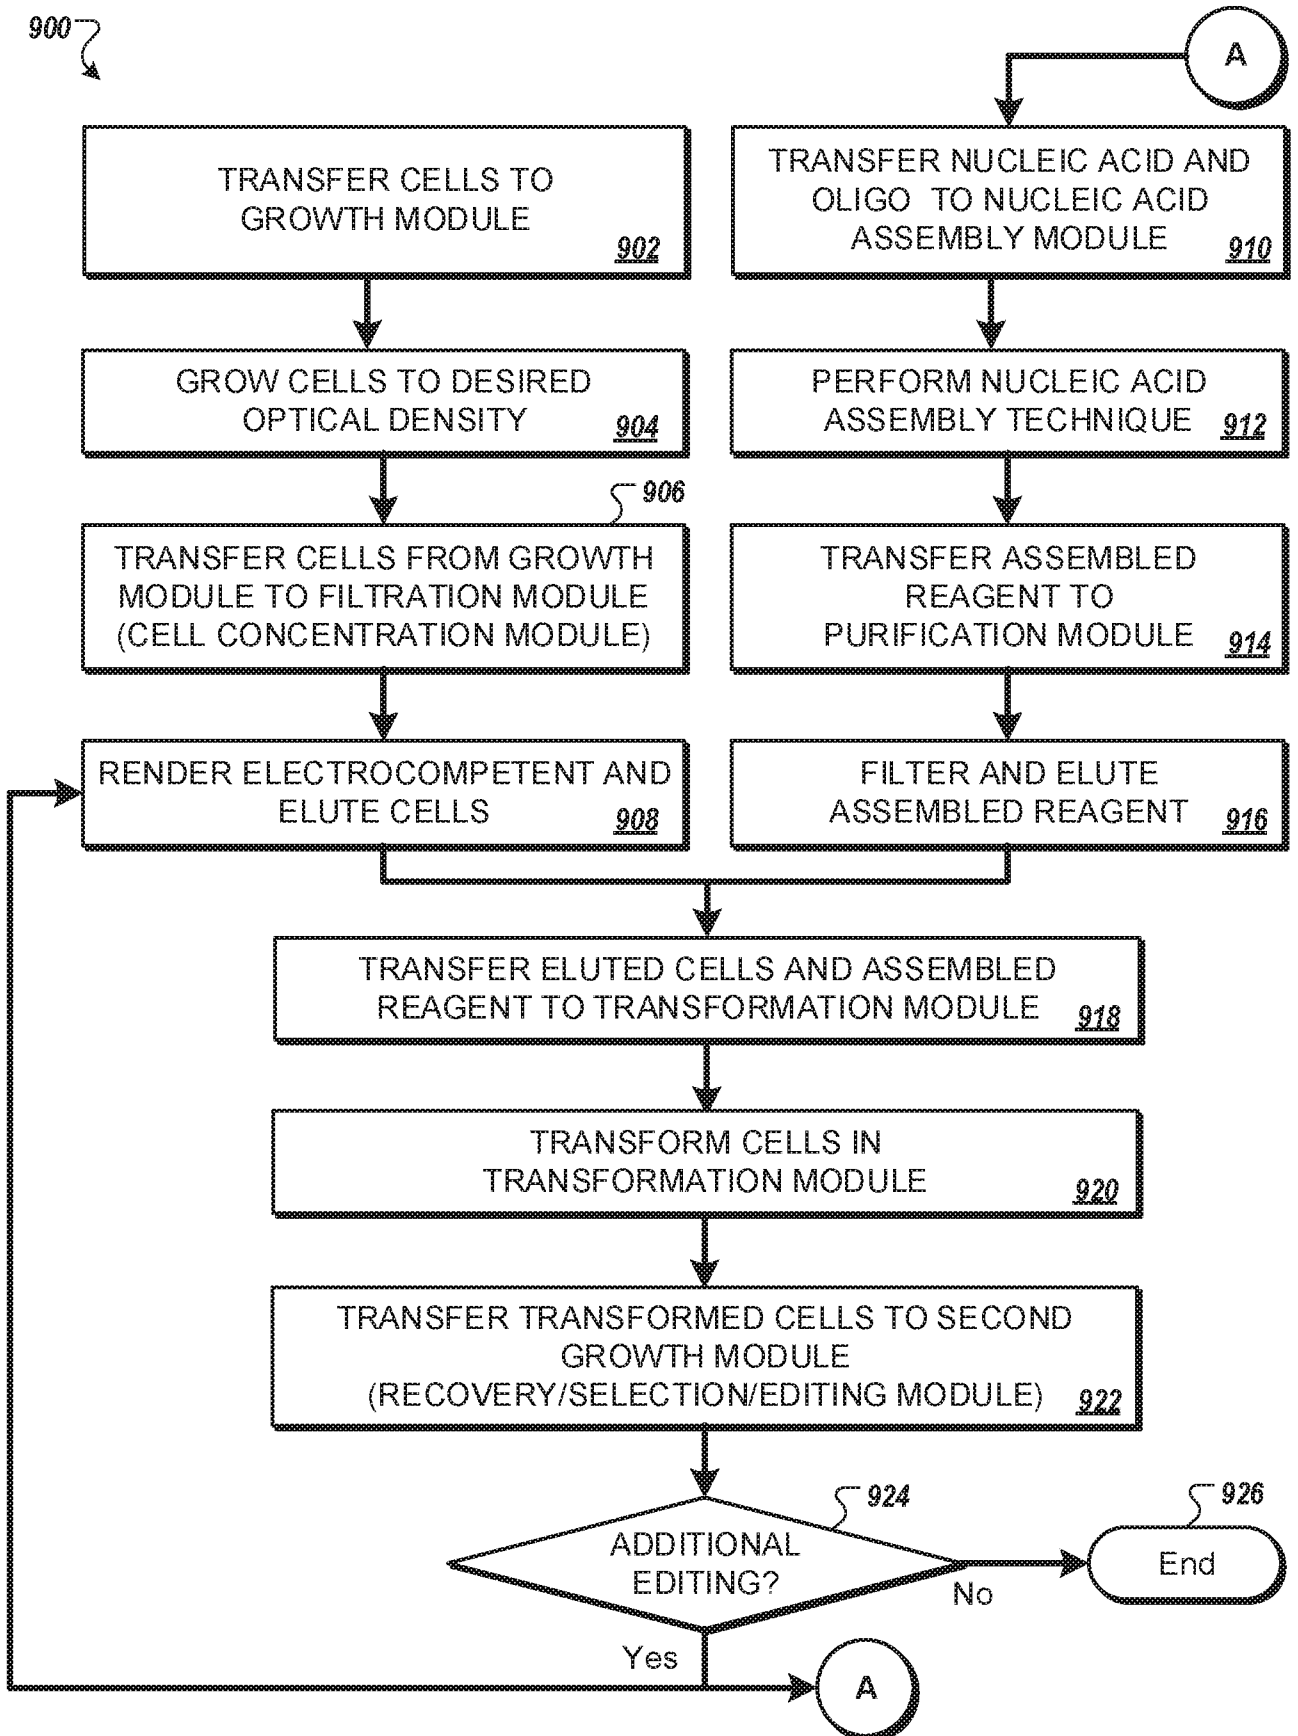 900
A
TRANSFER CELLS TO
GROWTH MODULE
902
TRANSFER NUCLEIC ACID AND
OLIGO TO NUCLEIC ACID
ASSEMBLY MODULE
910
GROW CELLS TO DESIRED
OPTICAL DENSITY
904
PERFORM NUCLEIC ACID
ASSEMBLY TECHNIQUE
912
906
TRANSFER CELLS FROM GROWTH
MODULE TO FILTRATION MODULE
(CELL CONCENTRATION MODULE)
TRANSFER ASSEMBLED
REAGENT TO
PURIFICATION MODULE
914
RENDER ELECTROCOMPETENT AND
ELUTE CELLS
908
FILTER AND ELUTE
ASSEMBLED REAGENT
916
TRANSFER ELUTED CELLS AND ASSEMBLED
REAGENT TO TRANSFORMATION MODULE
918
TRANSFORM CELLS IN
TRANSFORMATION MODULE
920
TRANSFER TRANSFORMED CELLS TO SECOND
GROWTH MODULE
(RECOVERY/SELECTION/EDITING MODULE)
922
924
ADDITIONAL
EDITING?
926
End
No
Yes
A